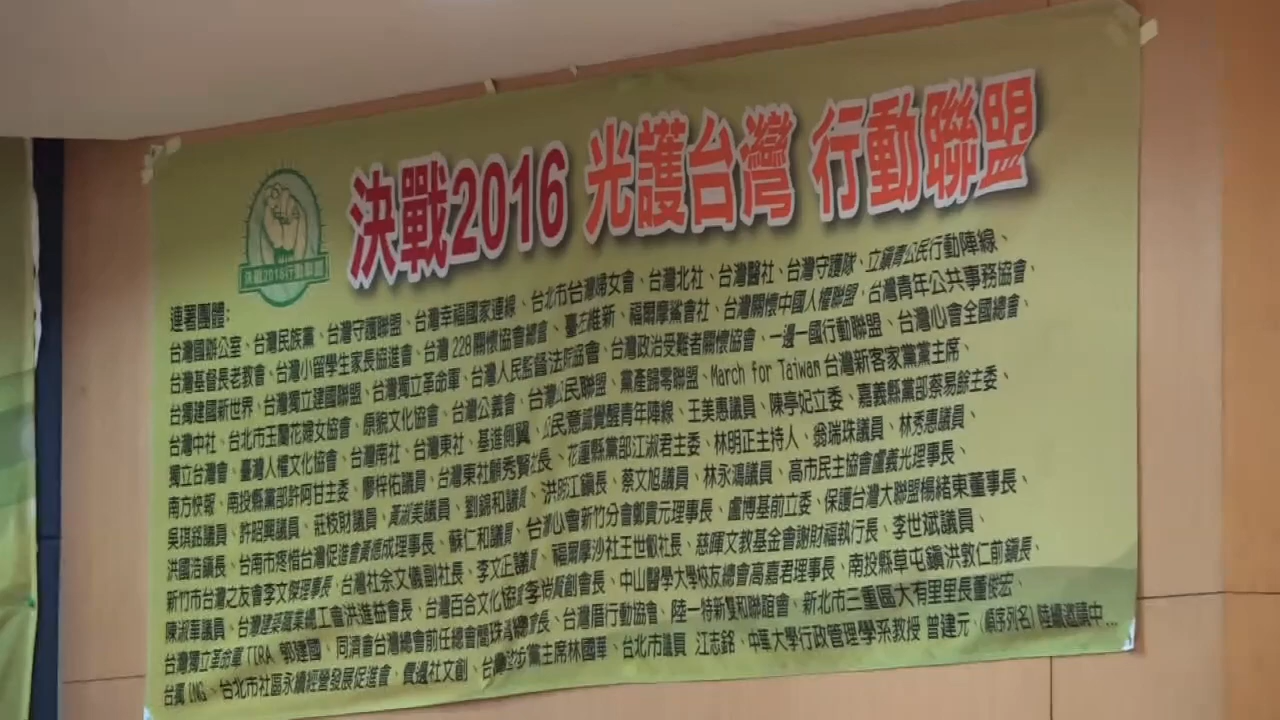 決戰2016 光護台灣 行動聯盟
決戰2016行動聯盟
連署團體:
台灣國辦公室、台灣民族黨、台灣守護聯盟、台灣幸福國家連線、台北市台灣婦女會、台灣北社、台灣醫社、台灣守護隊、立鎮青公民行動陣線、
台灣基督長老教會、台灣小留學生家長協進會、台灣228關懷協會總會、臺左維新、福爾摩鯊會社、台灣關懷中國人權聯盟、台灣青年公共事務協會、
台獨建國新世界、台灣獨立建國聯盟、台灣獨立革命軍、台灣人民監督法院協會、台灣政治受難者關懷協會、一邊一國行動聯盟、台灣心會全國總會、
台灣中社、台北市玉蘭花婦女協會、原貌文化協會、台灣公義會、台灣公民聯盟、黨產歸零聯盟、March for Taiwan 台灣新客家黨黨主席、
獨立台灣會、臺灣人權文化協會、台灣南社、台灣東社、基進側翼、公民意識覺醒青年陣線、王美惠議員、陳亭妃立委、嘉義縣黨部蔡易餘主委、
南方快報、南投縣黨部許阿甘主委、廖梓佑議員、台灣東社顧秀賢社長、花蓮縣黨部江淑君主委、林明正主持人、翁瑞珠議員、林秀惠議員
吳琪銘議員、許昭興議員、莊枝財議員、黃淑美議員、劉錦和議員、洪 江鎮長、蔡文旭議員、林永鴻議員、高市民主協會盧義光理事長、
洪國浩鎮長、台南市疼惜台灣促進會黃德成理事長、蘇仁和議員、台灣心會新竹分會鄭貴元理事長、盧博基前立委、保護台灣大聯盟楊緒東董事長、
新竹市台灣之友會李文傑理事長、台灣社余文儀副社長、李文正議員、福爾摩沙社王世叡社長、慈暉文教基金會謝財福執行長、李世斌議員、
陳淑華議員、台灣建築職業總工會洪進益會長、台灣百合文化協會李尚 創會長、中山醫學大學校友總會高嘉君理事長、南投縣草屯鎮洪敦仁前鎮長、
台灣獨立革命軍TIRA 郭建國、同濟會台灣總會前任總會簡珠 總會長、台灣厝行動協會、陸一特新雙和聯誼會、新北市三重區大有里里長董俊宏、
台獨LNG、台北市社區永續經營發展促進會、費邊社文創、台灣進步黨主席林國華、台北市議員 江志銘、中華大學行政管理學系教授 曾建元、(順序列名)陸續邀請中...